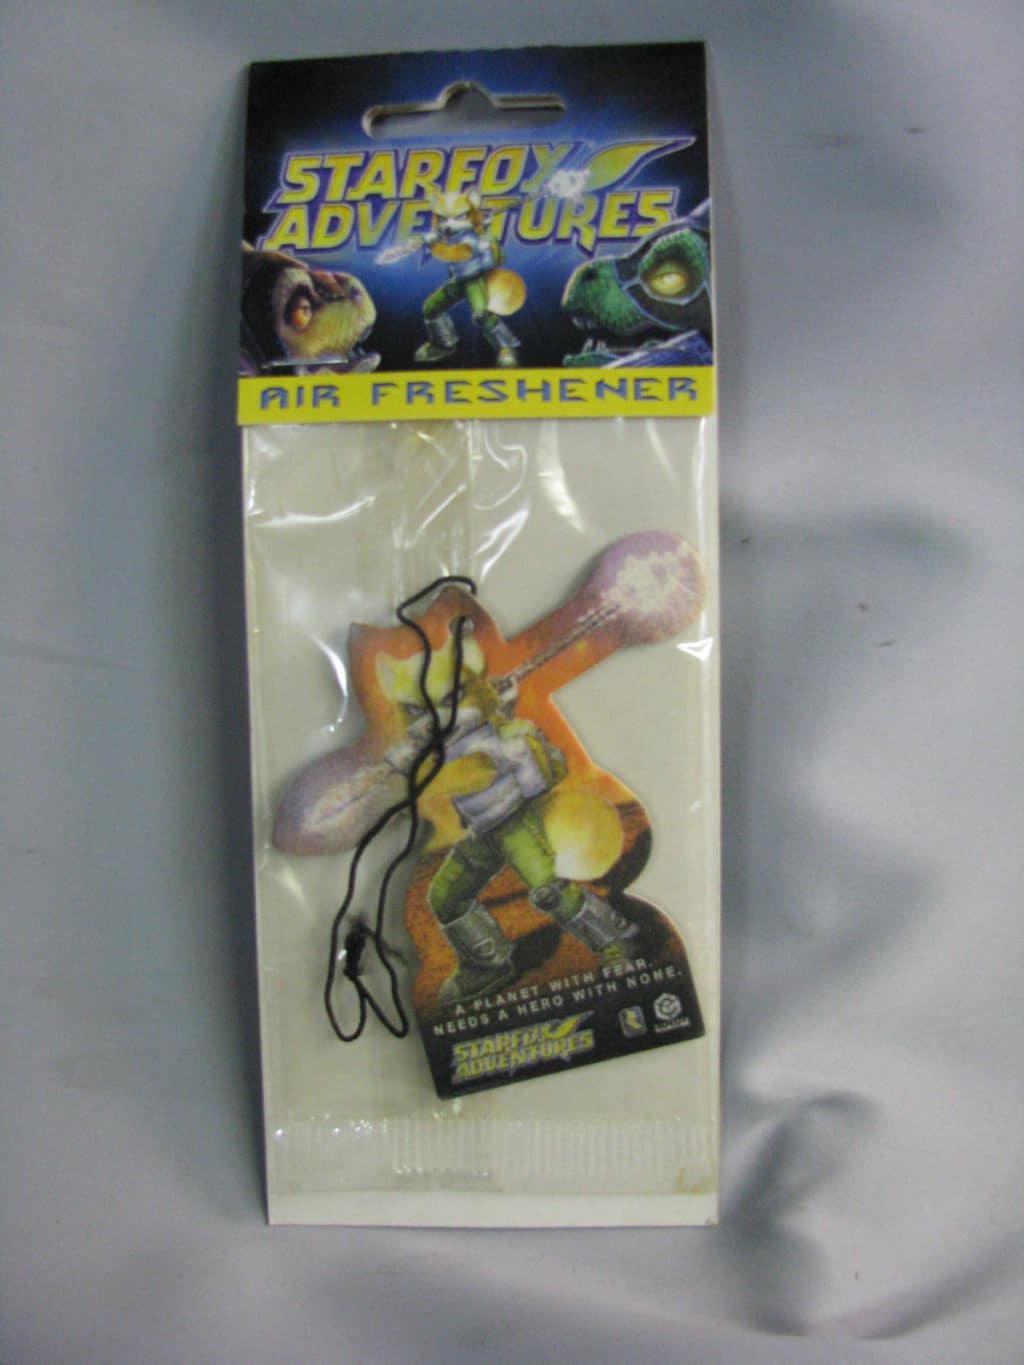 STARFOX
ADVENTURES
AIR FRESHENER
A PLANET WITH FEAR.
NEEDS A HERO WITH NONE.
STARFOX
ADVENTURES